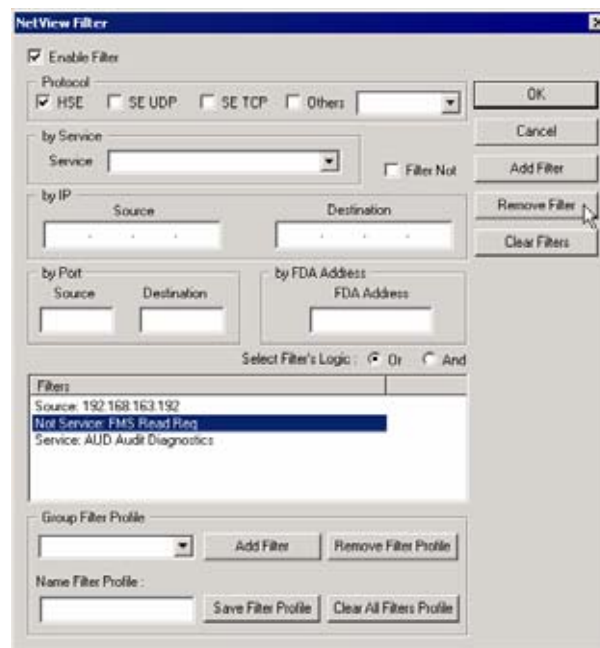 NetView Filter
Enable Filter
Protocol
HSE SE UDP SE TCP Others
OK
by Service
Service
Filter Not
Cancel
Add Filter
by IP
Source Destination
Remove Filter
Clear Filters
by Port
Source Destination
by FDA Address
FDA Address
Select Filter's Logic : Or And
Filters
Source: 192.168.163.192
Not Service: FMS Read Req
Service: AUD Audit Diagnostics
Group Filter Profile
Add Filter Remove Filter Profile
Name Filter Profile :
Save Filter Profile Clear All Filters Profile